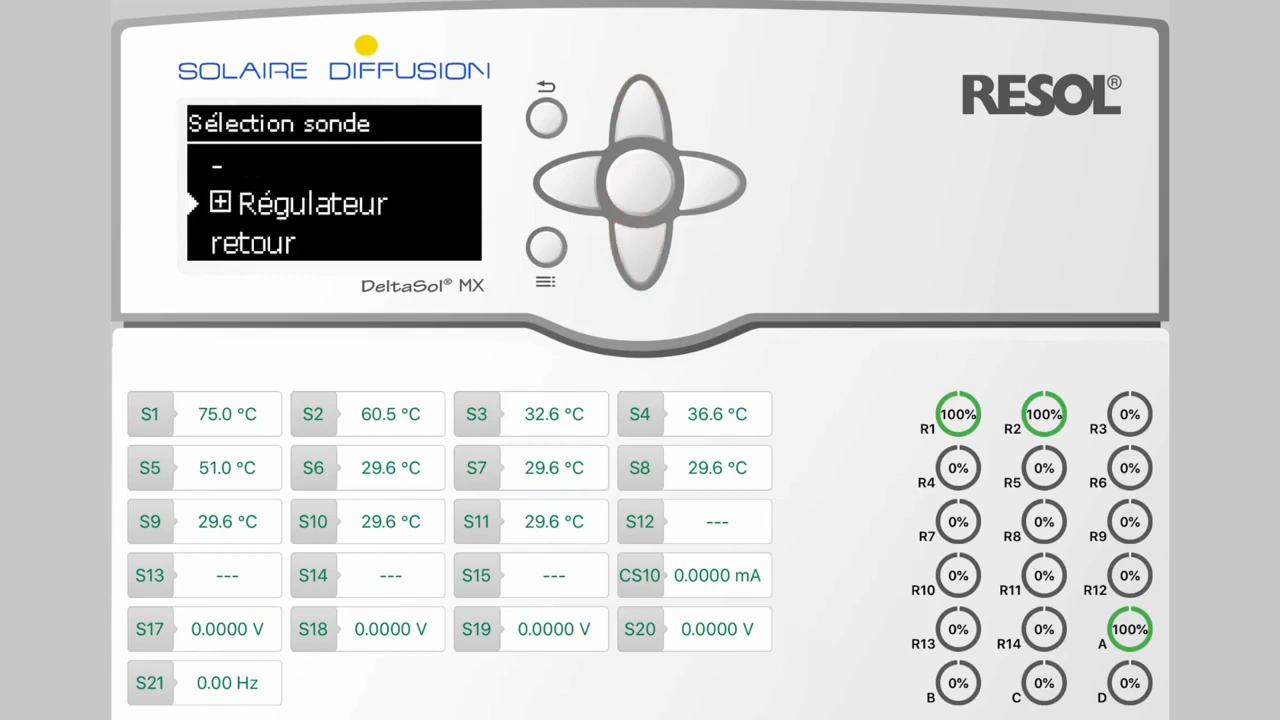 SOLAIRE DIFFUSION
RESOL®
Sélection sonde
-
Régulateur
retour
DeltaSol® MX
S1 75.0 °C S2 60.5 °C S3 32.6 °C S4 36.6 °C R1 100% R2 100% R3 0%
S5 51.0 °C S6 29.6 °C S7 29.6 °C S8 29.6 °C R4 0% R5 0% R6 0%
S9 29.6 °C S10 29.6 °C S11 29.6 °C S12 --- R7 0% R8 0% R9 0%
S13 --- S14 --- S15 --- CS10 0.0000 mA R10 0% R11 0% R12 0%
S17 0.0000 V S18 0.0000 V S19 0.0000 V S20 0.0000 V R13 0% R14 0% A 100%
S21 0.00 Hz B 0% C 0% D 0%